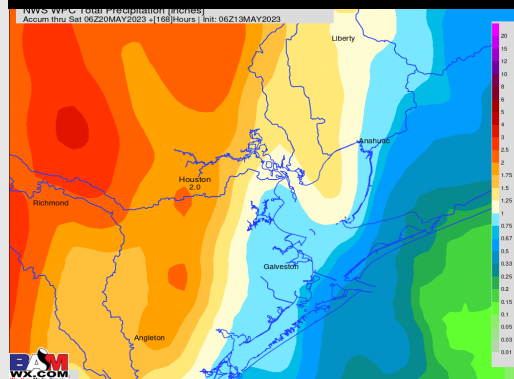 NWS WPC Total Precipitation [inches]
Accum thru Sat 06Z20MAY2023 +[168]Hours | Init: 06Z13MAY2023
Liberty
Anahuac
Houston
2.0
Richmond
Galveston
Angleton
20
15
12
10
8
6
5
4
3
2.5
2
1.75
1.5
1.25
1
0.75
0.67
0.5
0.33
0.25
0.2
0.15
0.1
0.05
0.03
0.01
BAM
WX.COM